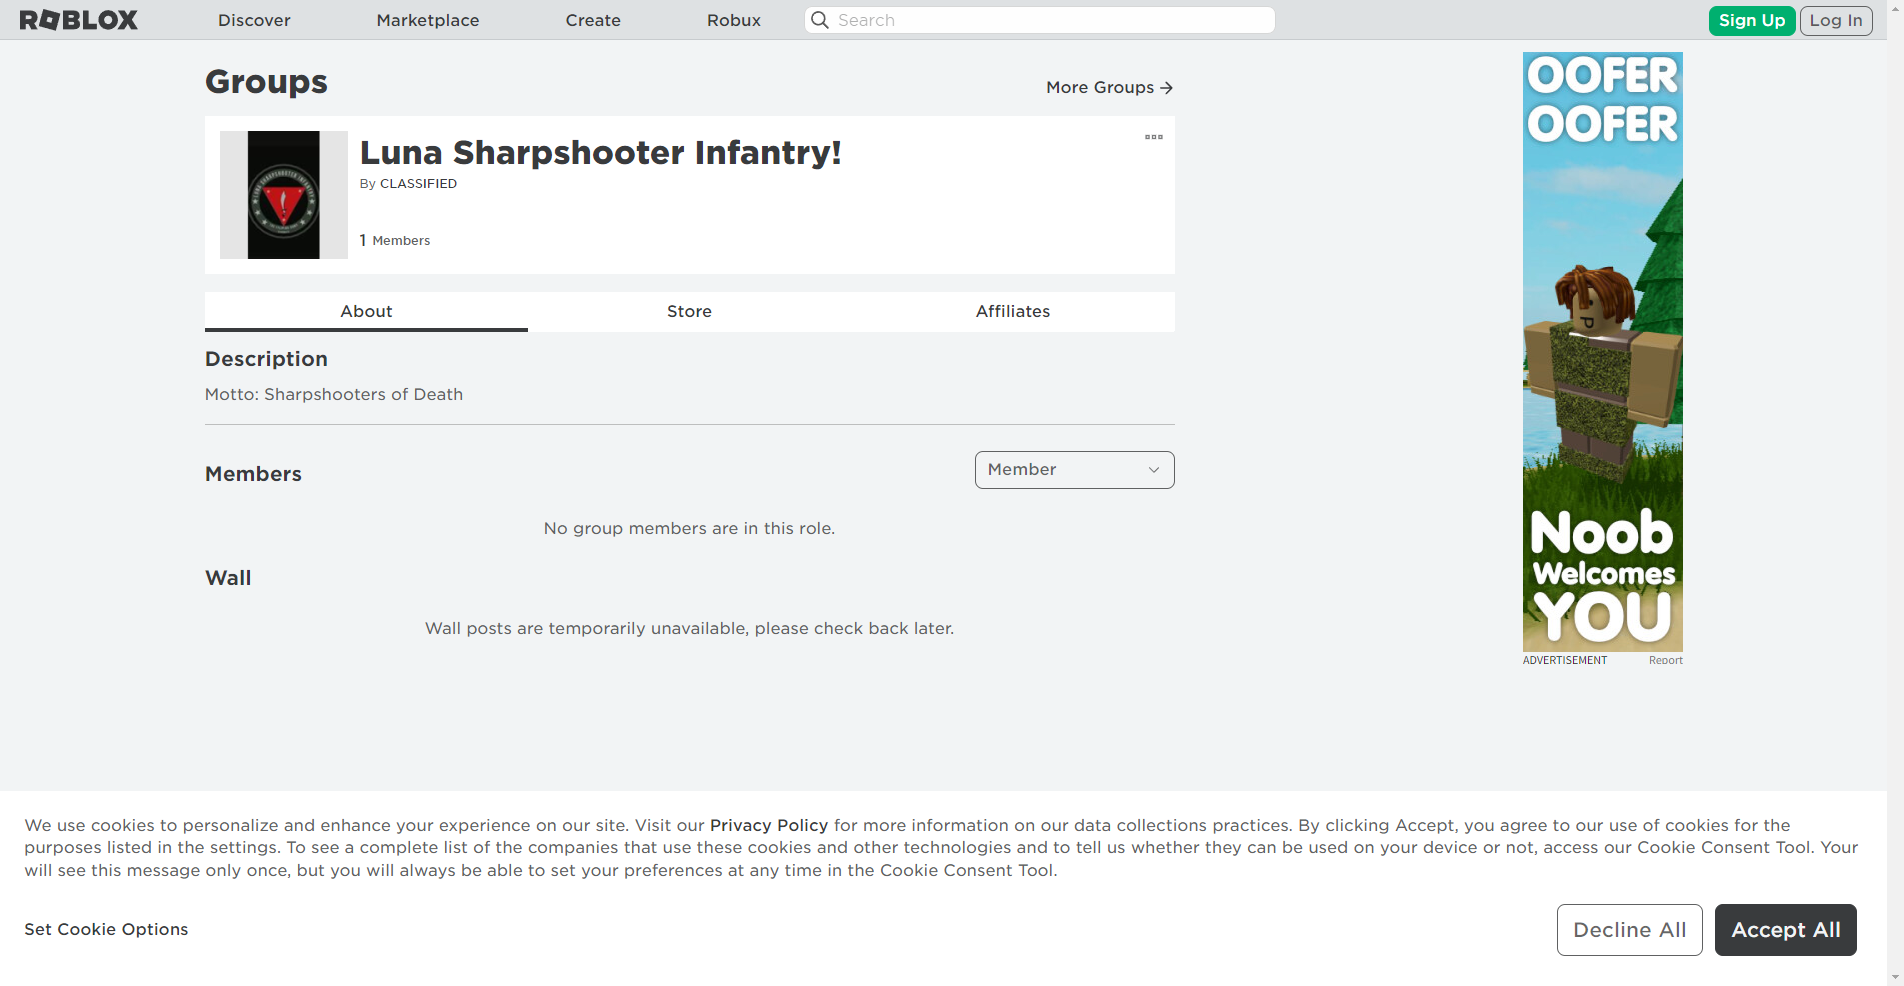 ROBLOX
Discover
Marketplace
Create
Robux
Search
Sign Up
Log In
Groups
More Groups
Luna Sharpshooter Infantry!
By CLASSIFIED
1 Members
About
Store
Affiliates
Description
Motto: Sharpshooters of Death
Members
Member
No group members are in this role.
Wall
Wall posts are temporarily unavailable, please check back later.
OOFER
OOFER
Noob
Welcomes
YOU
ADVERTISEMENT
Report
We use cookies to personalize and enhance your experience on our site. Visit our Privacy Policy for more information on our data collections practices. By clicking Accept, you agree to our use of cookies for the
purposes listed in the settings. To see a complete list of the companies that use these cookies and other technologies and to tell us whether they can be used on your device or not, access our Cookie Consent Tool. Your
will see this message only once, but you will always be able to set your preferences at any time in the Cookie Consent Tool.
Set Cookie Options
Decline All
Accept All